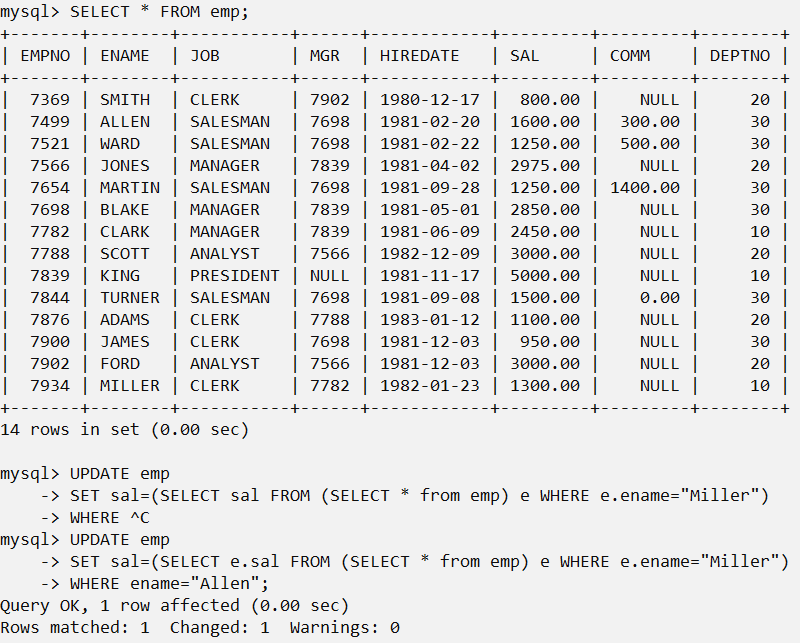 mysql> SELECT * FROM emp;
+-------+--------+-----------+------+------------+---------+---------+--------+
| EMPNO | ENAME  | JOB       | MGR  | HIREDATE   | SAL     | COMM    | DEPTNO |
+-------+--------+-----------+------+------------+---------+---------+--------+
|  7369 | SMITH  | CLERK     | 7902 | 1980-12-17 |  800.00 |    NULL |     20 |
|  7499 | ALLEN  | SALESMAN  | 7698 | 1981-02-20 | 1600.00 |  300.00 |     30 |
|  7521 | WARD   | SALESMAN  | 7698 | 1981-02-22 | 1250.00 |  500.00 |     30 |
|  7566 | JONES  | MANAGER   | 7839 | 1981-04-02 | 2975.00 |    NULL |     20 |
|  7654 | MARTIN | SALESMAN  | 7698 | 1981-09-28 | 1250.00 | 1400.00 |     30 |
|  7698 | BLAKE  | MANAGER   | 7839 | 1981-05-01 | 2850.00 |    NULL |     30 |
|  7782 | CLARK  | MANAGER   | 7839 | 1981-06-09 | 2450.00 |    NULL |     10 |
|  7788 | SCOTT  | ANALYST   | 7566 | 1982-12-09 | 3000.00 |    NULL |     20 |
|  7839 | KING   | PRESIDENT | NULL | 1981-11-17 | 5000.00 |    NULL |     10 |
|  7844 | TURNER | SALESMAN  | 7698 | 1981-09-08 | 1500.00 |    0.00 |     30 |
|  7876 | ADAMS  | CLERK     | 7788 | 1983-01-12 | 1100.00 |    NULL |     20 |
|  7900 | JAMES  | CLERK     | 7698 | 1981-12-03 |  950.00 |    NULL |     30 |
|  7902 | FORD   | ANALYST   | 7566 | 1981-12-03 | 3000.00 |    NULL |     20 |
|  7934 | MILLER | CLERK     | 7782 | 1982-01-23 | 1300.00 |    NULL |     10 |
+-------+--------+-----------+------+------------+---------+---------+--------+
14 rows in set (0.00 sec)

mysql> UPDATE emp
    -> SET sal=(SELECT sal FROM (SELECT * from emp) e WHERE e.ename="Miller")
    -> WHERE ^C
mysql> UPDATE emp
    -> SET sal=(SELECT e.sal FROM (SELECT * from emp) e WHERE e.ename="Miller")
    -> WHERE ename="Allen";
Query OK, 1 row affected (0.00 sec)
Rows matched: 1  Changed: 1  Warnings: 0